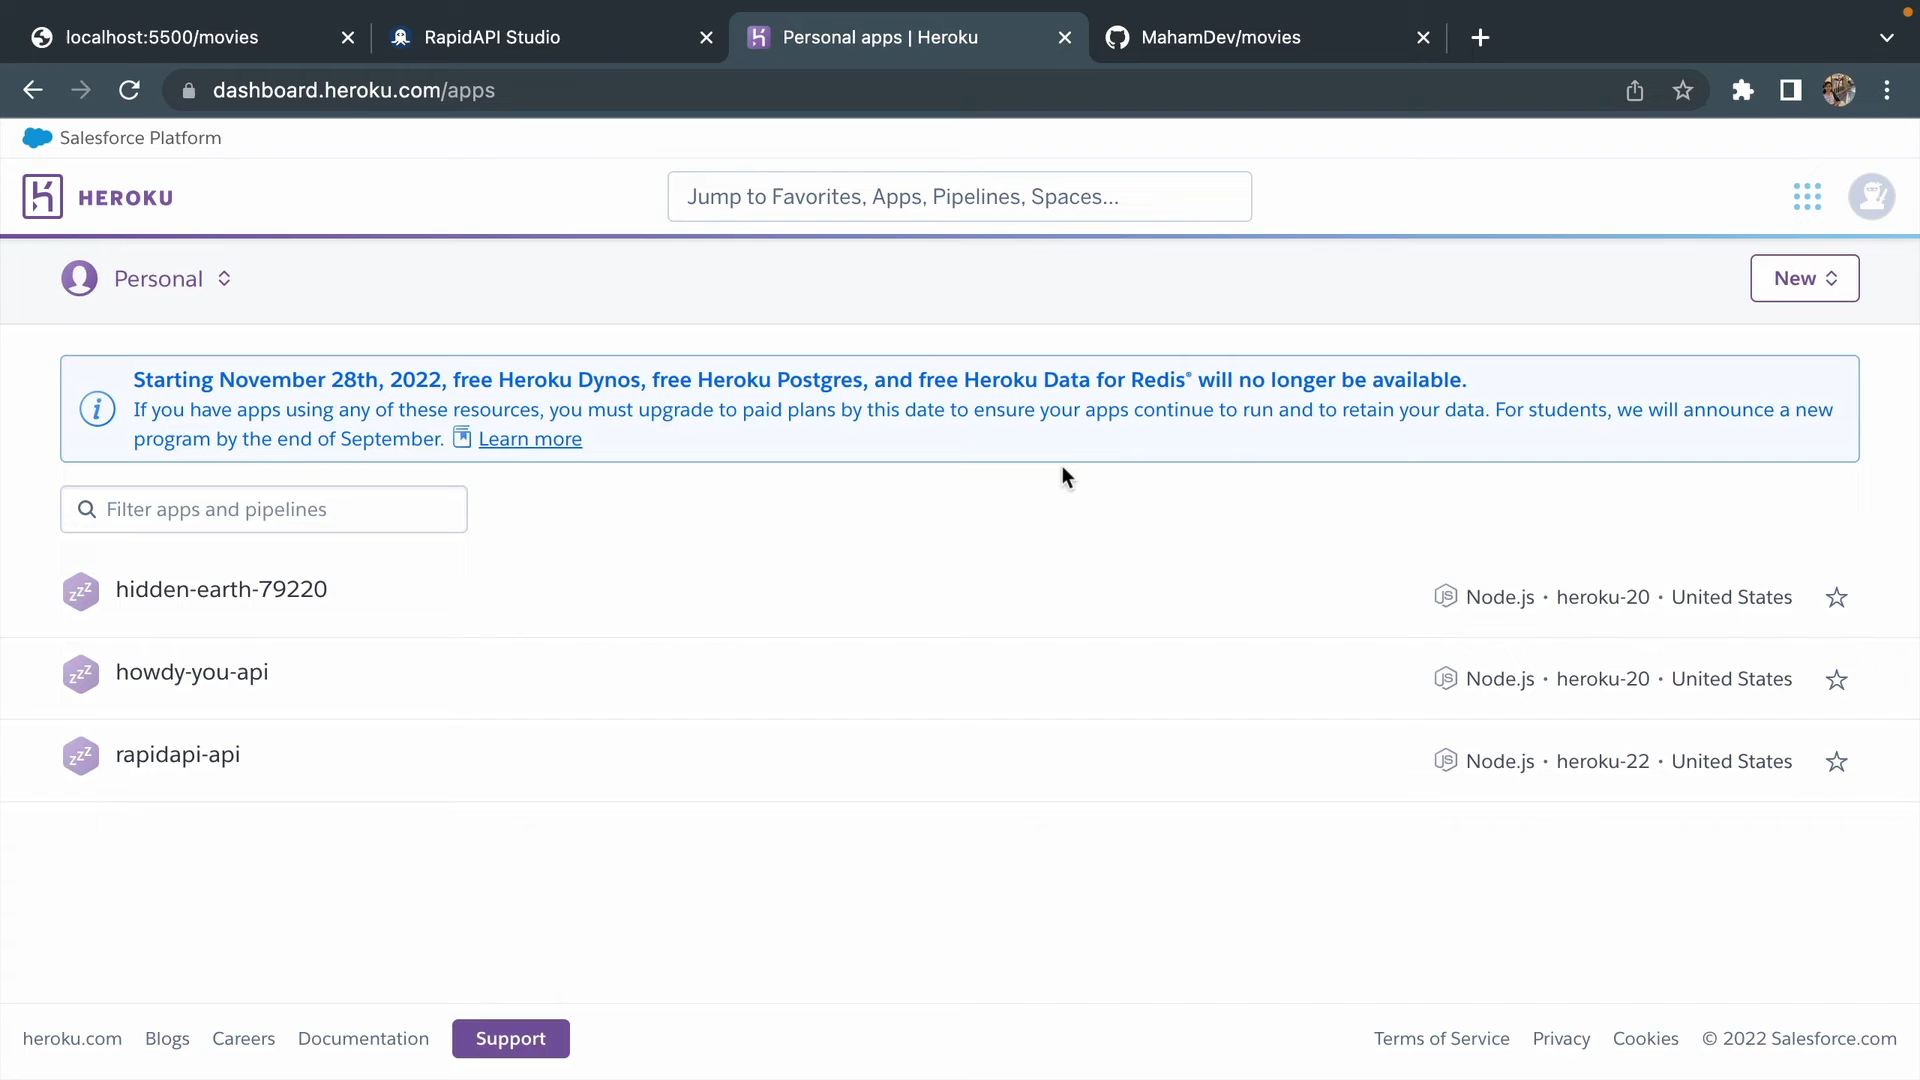 localhost:5500/movies
RapidAPI Studio
Personal apps | Heroku
MahamDev/movies
dashboard.heroku.com/apps
Salesforce Platform
HEROKU
Jump to Favorites, Apps, Pipelines, Spaces...
Personal
New
Starting November 28th, 2022, free Heroku Dynos, free Heroku Postgres, and free Heroku Data for Redis® will no longer be available.
If you have apps using any of these resources, you must upgrade to paid plans by this date to ensure your apps continue to run and to retain your data. For students, we will announce a new
program by the end of September. Learn more
Filter apps and pipelines
zzz hidden-earth-79220
JS Node.js • heroku-20 • United States
zzz howdy-you-api
JS Node.js • heroku-20 • United States
zzz rapidapi-api
JS Node.js • heroku-22 • United States
heroku.com Blogs Careers Documentation Support
Terms of Service Privacy Cookies © 2022 Salesforce.com